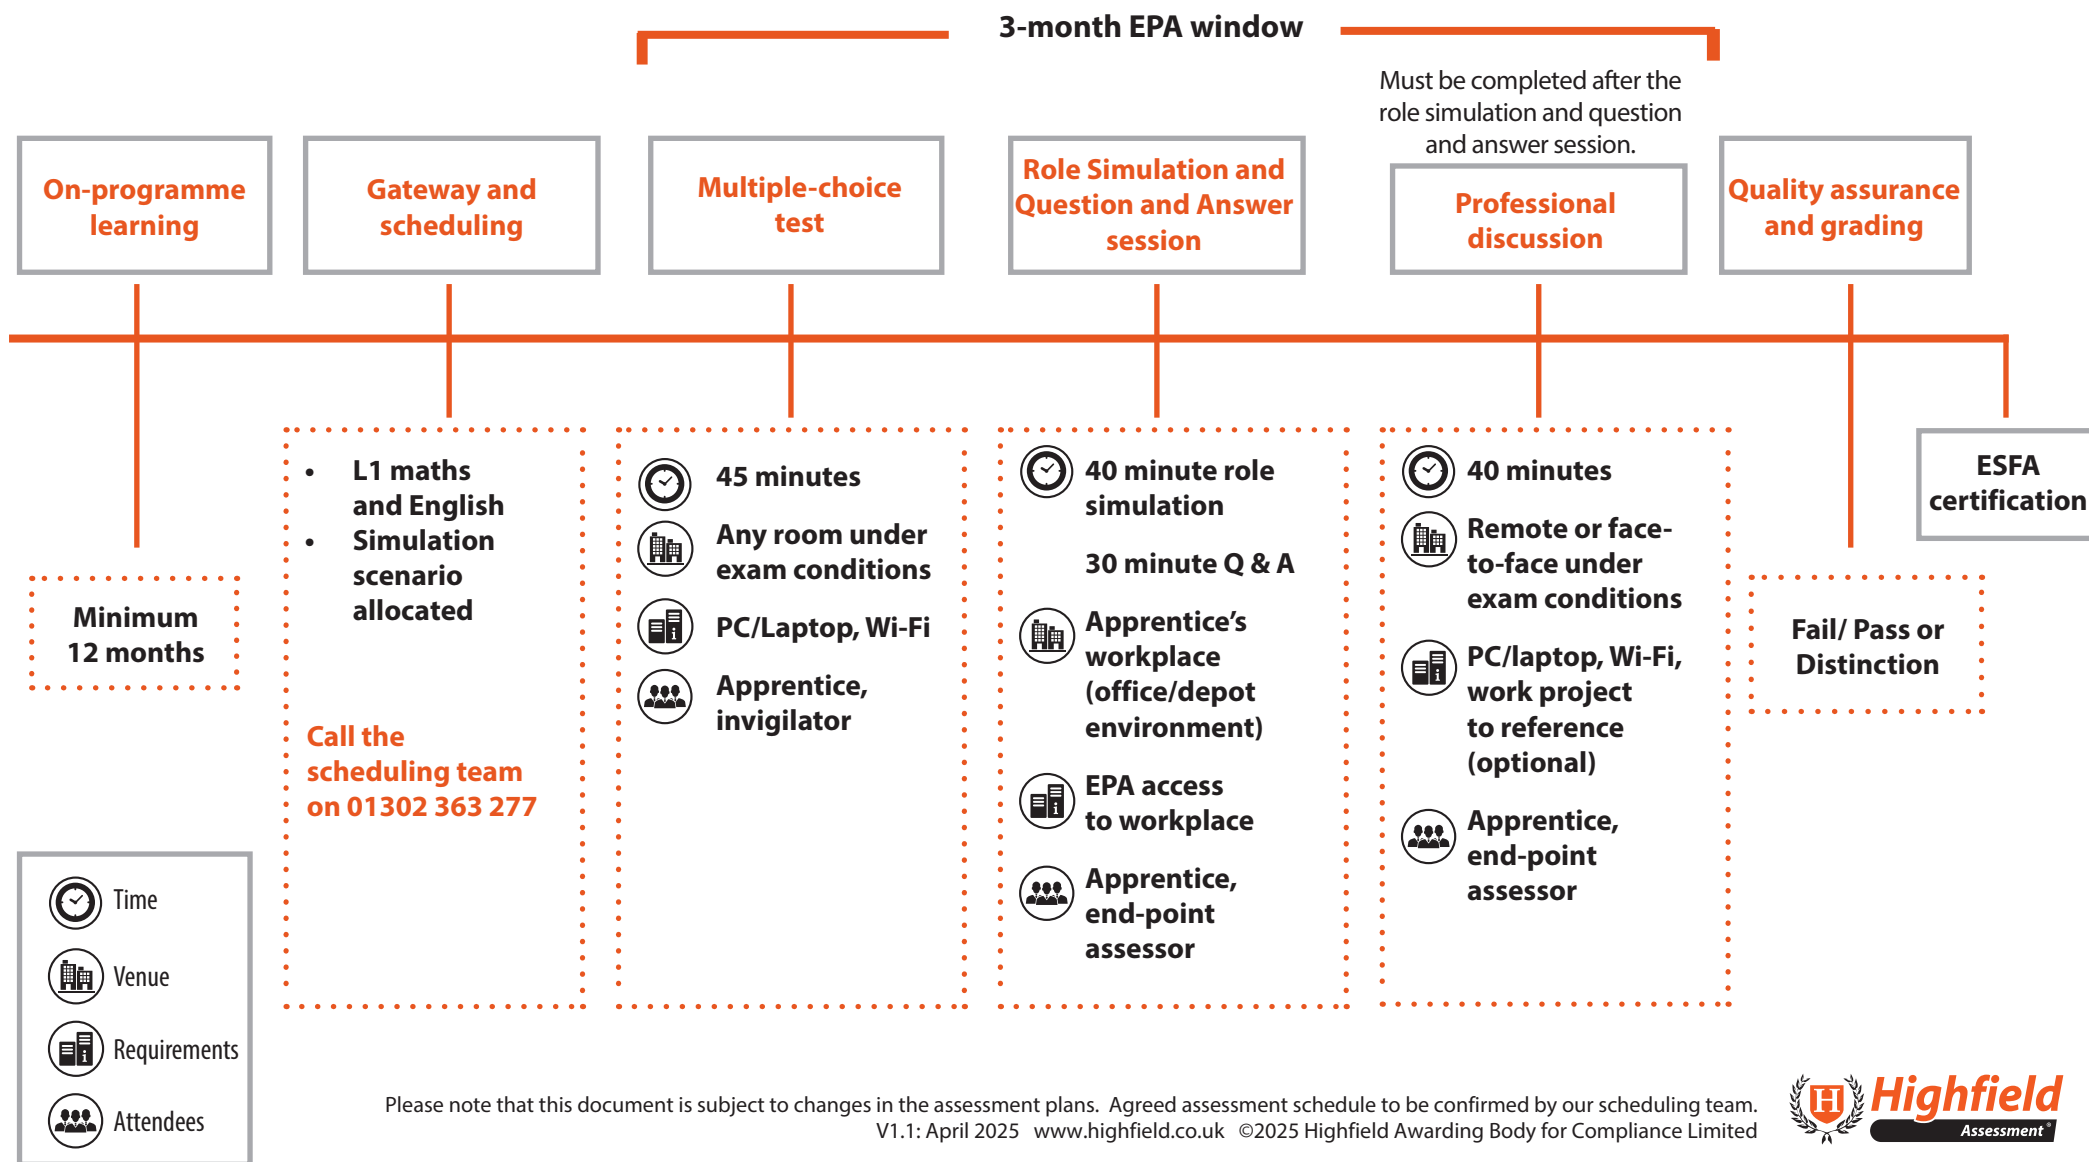 3-month EPA window
On-programme
learning
Gateway and
scheduling
Multiple-choice
test
Role Simulation and
Question and Answer
session
Must be completed after the
role simulation and question
and answer session.
Professional
discussion
Quality assurance
and grading
Minimum
12 months
• L1 maths
and English
• Simulation
scenario
allocated
Call the
scheduling team
on 01302 363 277
45 minutes
Any room under
exam conditions
PC/Laptop, Wi-Fi
Apprentice,
invigilator
40 minute role
simulation
30 minute Q & A
Apprentice’s
workplace
(office/depot
environment)
EPA access
to workplace
Apprentice,
end-point
assessor
40 minutes
Remote or face-
to-face under
exam conditions
PC/laptop, Wi-Fi,
work project
to reference
(optional)
Apprentice,
end-point
assessor
Fail/ Pass or
Distinction
ESFA
certification
Time
Venue
Requirements
Attendees
Please note that this document is subject to changes in the assessment plans. Agreed assessment schedule to be confirmed by our scheduling team.
V1.1: April 2025 www.highfield.co.uk ©2025 Highfield Awarding Body for Compliance Limited
H
Highfield
Assessment®